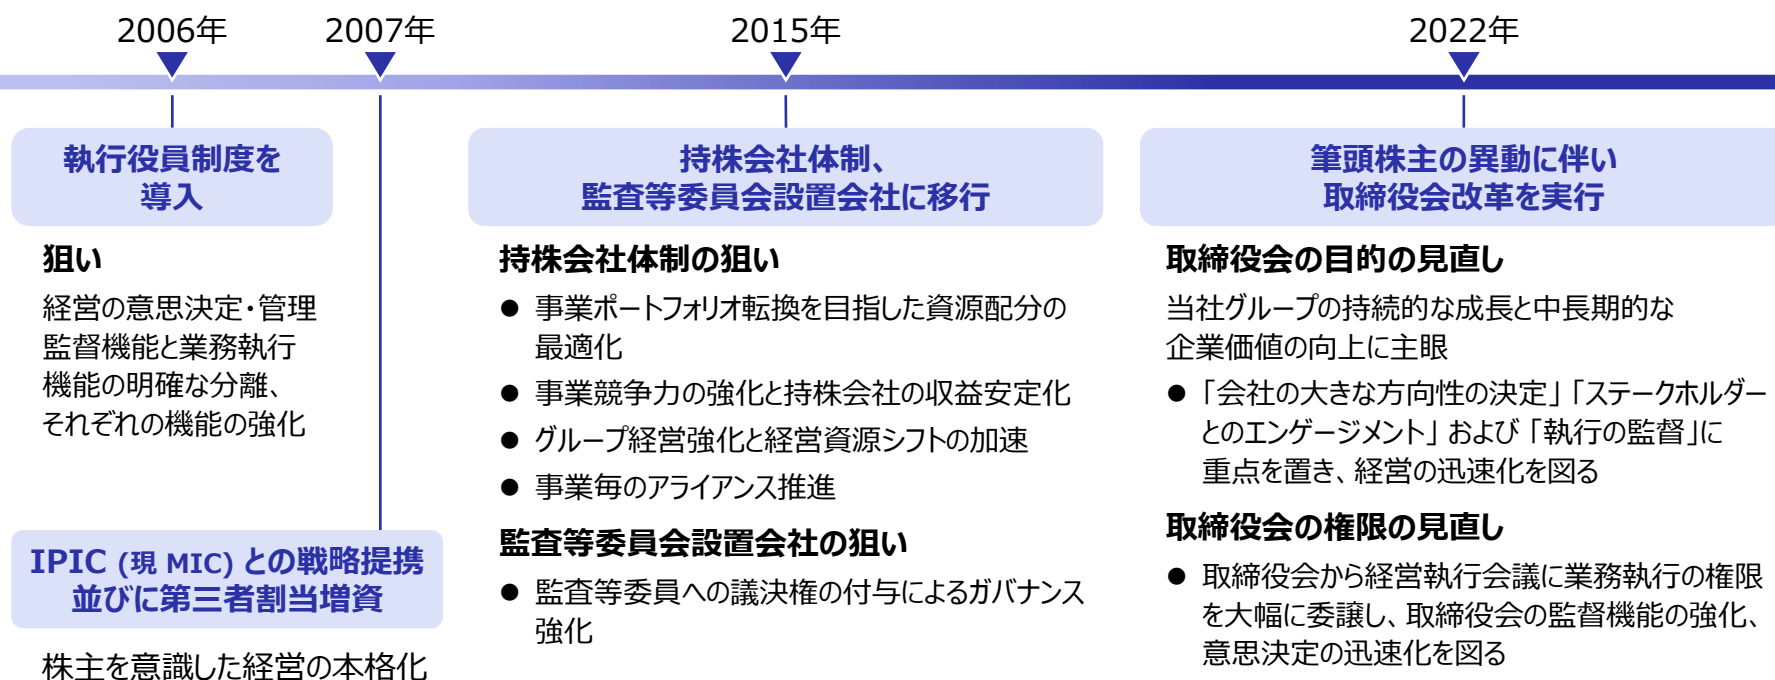 2006年
2007年
2015年
2022年
執行役員制度を
導入
狙い
経営の意思決定・管理
監督機能と業務執行
機能の明確な分離、
それぞれの機能の強化
IPIC (現 MIC) との戦略提携
並びに第三者割当増資
株主を意識した経営の本格化
持株会社体制、
監査等委員会設置会社に移行
持株会社体制の狙い
● 事業ポートフォリオ転換を目指した資源配分の
最適化
● 事業競争力の強化と持株会社の収益安定化
● グループ経営強化と経営資源シフトの加速
● 事業毎のアライアンス推進
監査等委員会設置会社の狙い
● 監査等委員への議決権の付与によるガバナンス
強化
筆頭株主の異動に伴い
取締役会改革を実行
取締役会の目的の見直し
当社グループの持続的な成長と中長期的な
企業価値の向上に主眼
● 「会社の大きな方向性の決定」「ステークホルダー
とのエンゲージメント」および「執行の監督」に
重点を置き、経営の迅速化を図る
取締役会の権限の見直し
● 取締役会から経営執行会議に業務執行の権限
を大幅に委譲し、取締役会の監督機能の強化、
意思決定の迅速化を図る